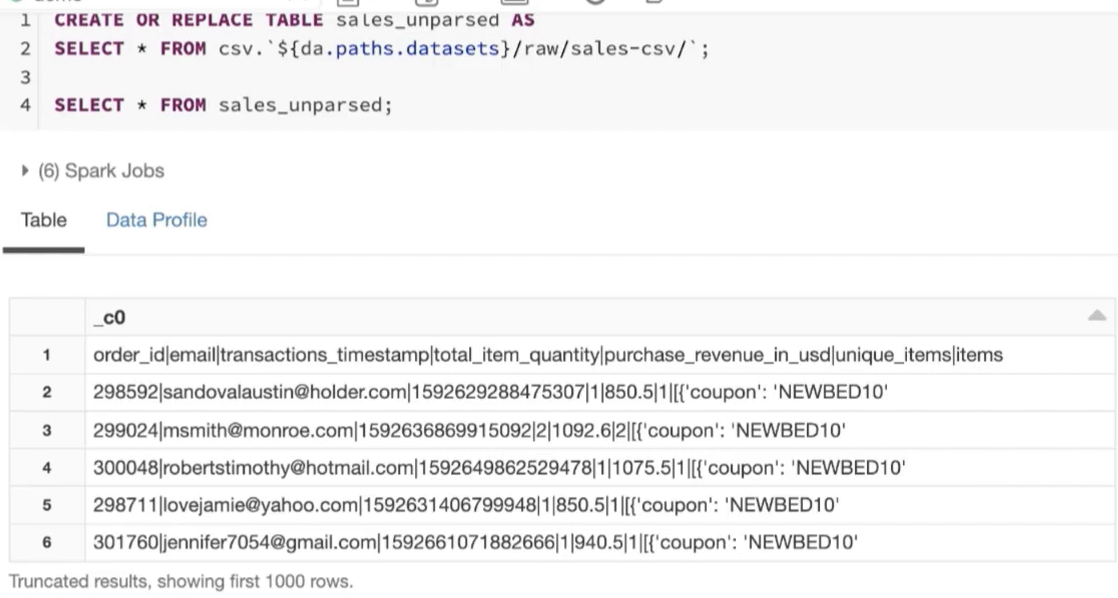 1 CREATE OR REPLACE TABLE sales_unparsed AS
2 SELECT * FROM csv.`${da.paths.datasets}/raw/sales-csv/`;
3
4 SELECT * FROM sales_unparsed;
(6) Spark Jobs
Table Data Profile
_c0
1 order_id|email|transactions_timestamp|total_item_quantity|purchase_revenue_in_usd|unique_items|items
2 298592|sandovalaustin@holder.com|1592629288475307|1|850.5|1|[{'coupon': 'NEWBED10'
3 299024|msmith@monroe.com|1592636869915092|2|1092.6|2|[{'coupon': 'NEWBED10'
4 300048|robertstimothy@hotmail.com|1592649862529478|1|1075.5|1|[{'coupon': 'NEWBED10'
5 298711|lovejamie@yahoo.com|1592631406799948|1|850.5|1|[{'coupon': 'NEWBED10'
6 301760|jennifer7054@gmail.com|1592661071882666|1|940.5|1|[{'coupon': 'NEWBED10'
Truncated results, showing first 1000 rows.